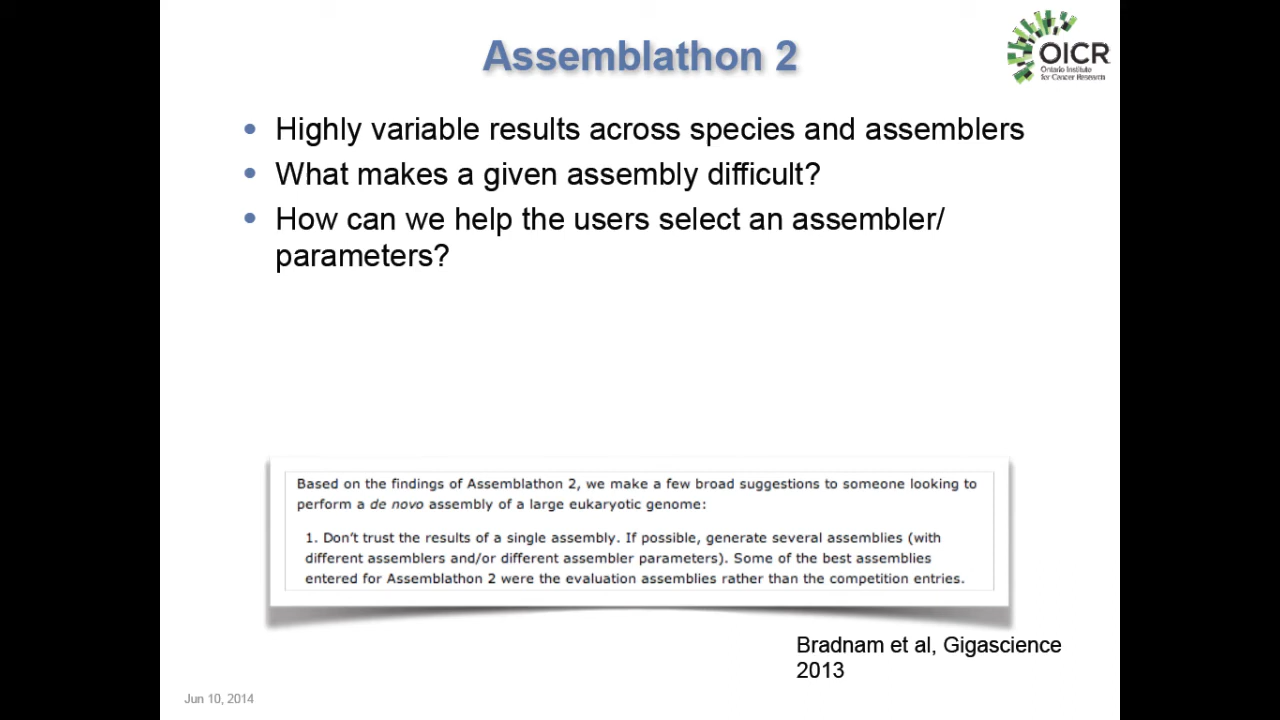 Assemblathon 2
OICR
Ontario Institute
for Cancer Research
• Highly variable results across species and assemblers
• What makes a given assembly difficult?
• How can we help the users select an assembler/
parameters?
Based on the findings of Assemblathon 2, we make a few broad suggestions to someone looking to
perform a de novo assembly of a large eukaryotic genome:
1. Don't trust the results of a single assembly. If possible, generate several assemblies (with
different assemblers and/or different assembler parameters). Some of the best assemblies
entered for Assemblathon 2 were the evaluation assemblies rather than the competition entries.
Bradnam et al, Gigascience
2013
Jun 10, 2014